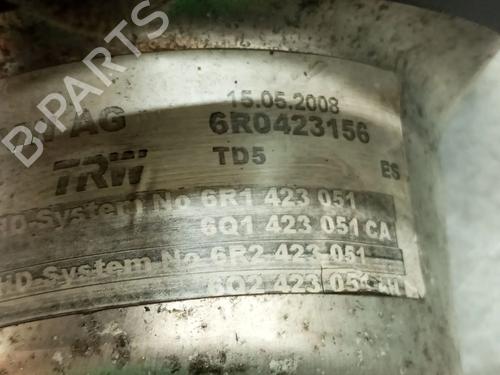 B-PARTS
15.05.2008
AG 6R0423156
TRW TD5 ES
HD-System No 6R1 423 051
6Q1 423 051 CA
HD-System No 6R2 423 051
6Q2 423 051